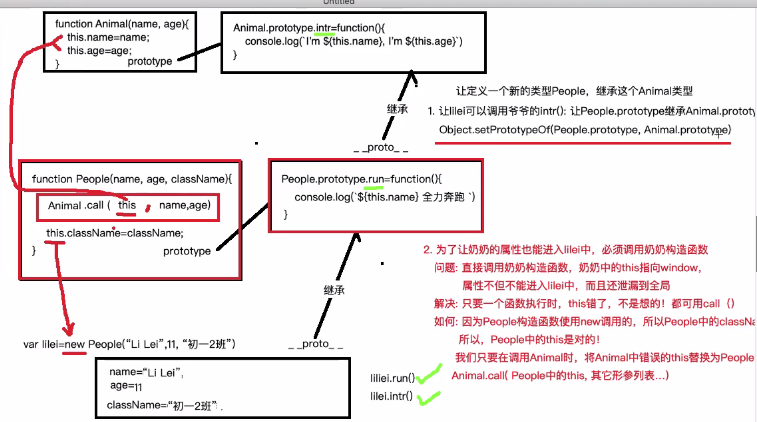 Untitled
function Animal(name, age){
this.name=name;
this.age=age;
}
prototype
Animal.prototype.intr=function(){
console.log(`I'm ${this.name}, I'm ${this.age}`)
}
让定义一个新的类型People，继承这个Animal类型
1. 让lilei可以调用爷爷的intr(): 让People.prototype继承Animal.prototy
Object.setPrototypeOf(People.prototype, Animal.prototype)
继承
__proto__
function People(name, age, className){
Animal .call ( this , name,age)
this.className=className;
}
prototype
People.prototype.run=function(){
console.log(`${this.name} 全力奔跑 `)
}
2. 为了让奶奶的属性也能进入lilei中，必须调用奶奶构造函数
问题: 直接调用奶奶构造函数，奶奶中的this指向window，
属性不但不能进入lilei中，而且还泄漏到全局
解决: 只要一个函数执行时，this错了，不是想的！都可用call（）
如何: 因为People构造函数使用new调用的，所以People中的classNa
所以，People中的this是对的！
我们只要在调用Animal时，将Animal中错误的this替换为People
Animal.call( People中的this, 其它形参列表...)
继承
var lilei=new People(“Li Lei”,11, “初一2班”)
__proto__
name=“Li Lei”,
age=11
className=“初一2班” .
liliei.run()
lilei.intr()